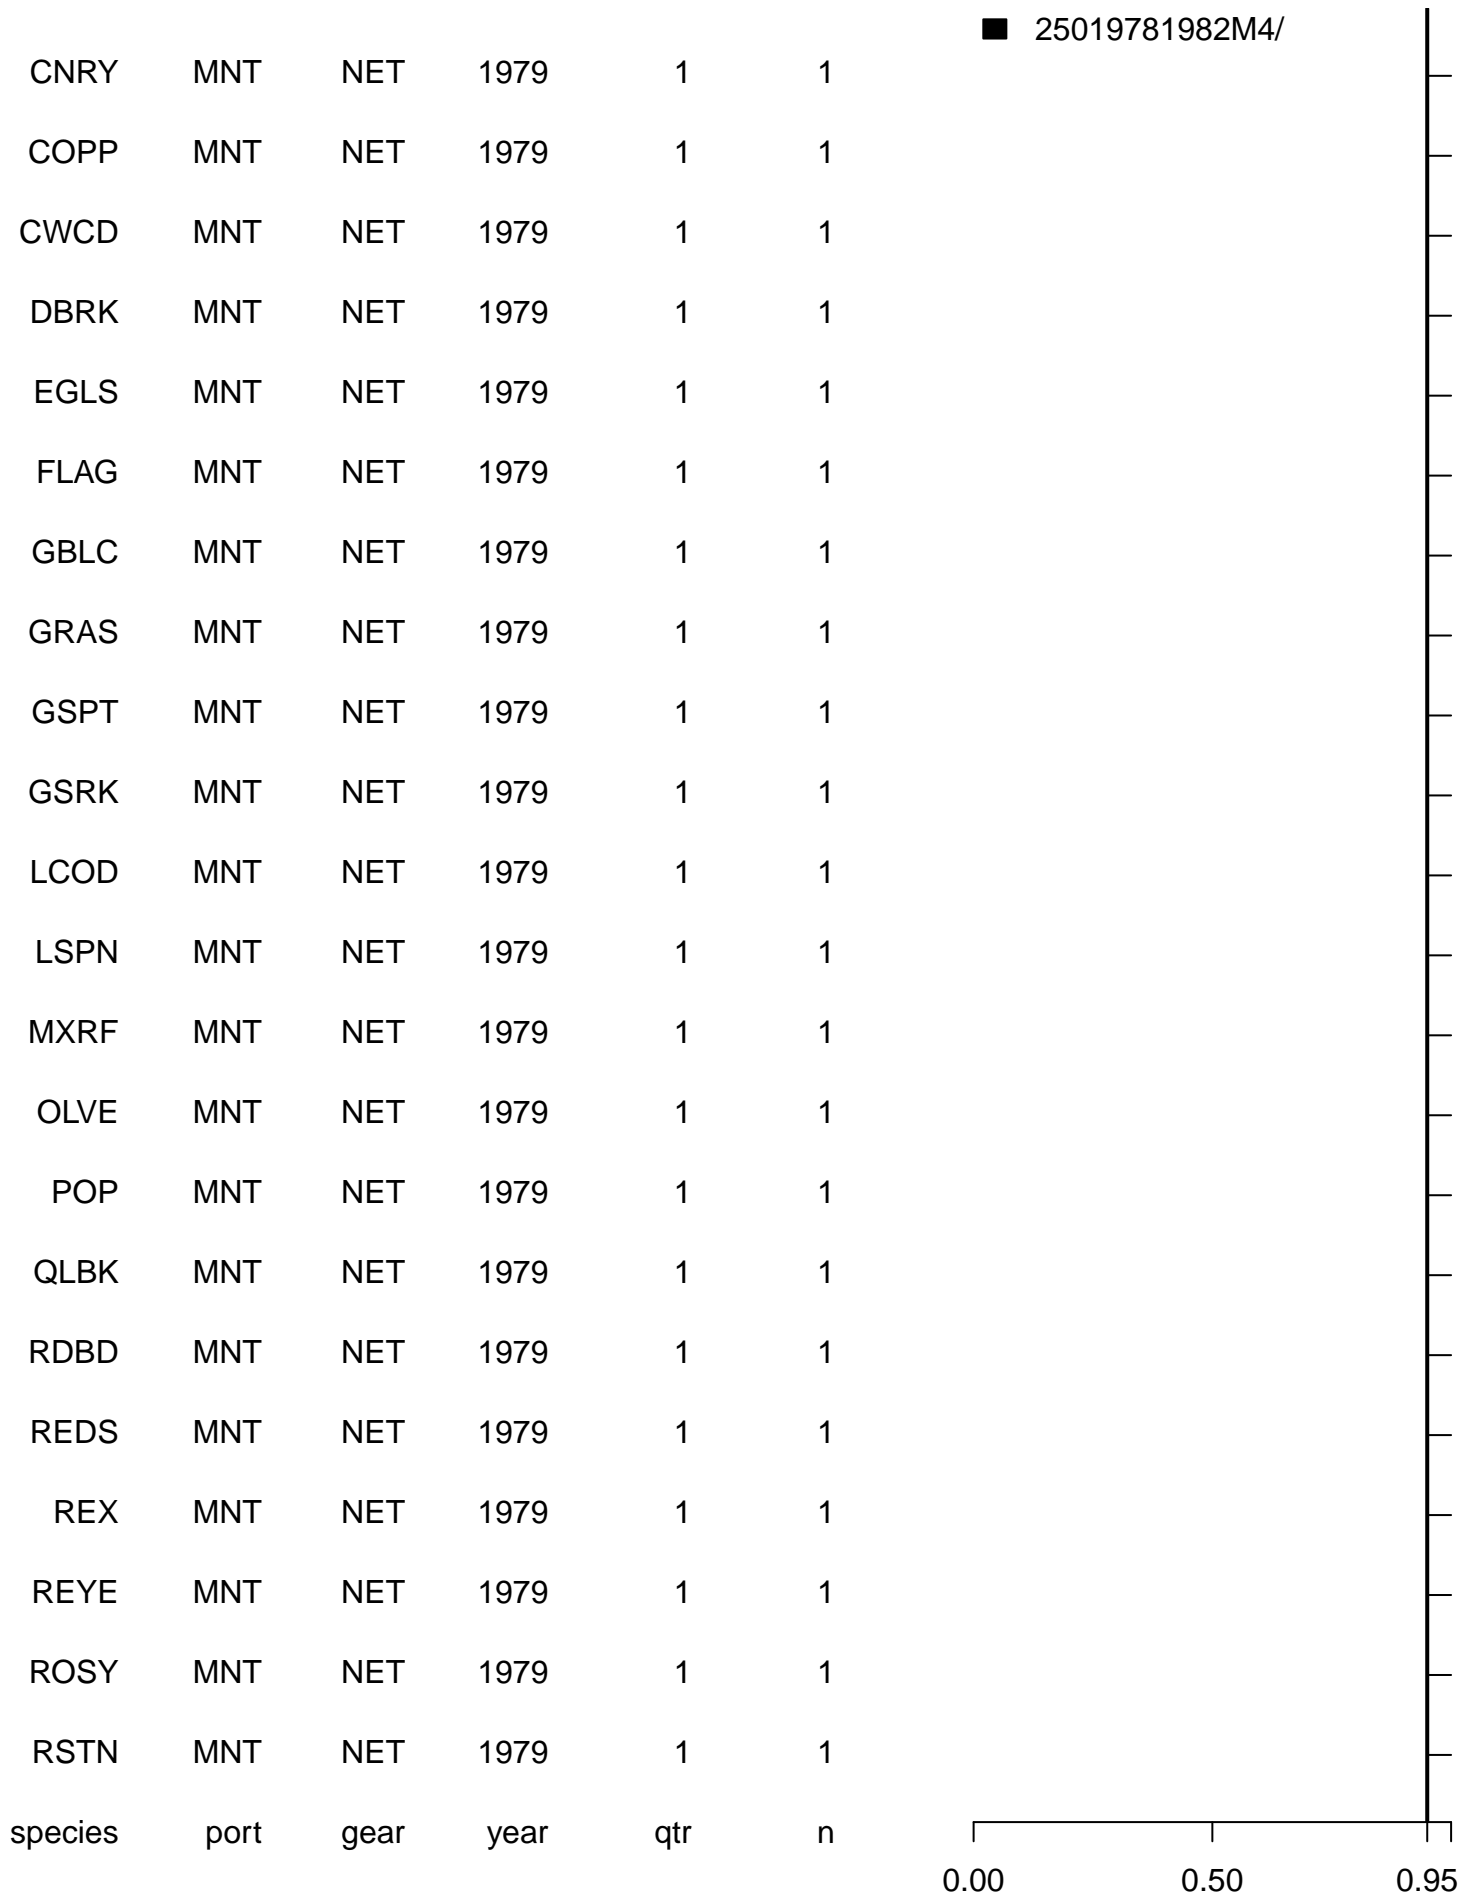 25019781982M4/
CNRY MNT NET 1979 1 1
COPP MNT NET 1979 1 1
CWCD MNT NET 1979 1 1
DBRK MNT NET 1979 1 1
EGLS MNT NET 1979 1 1
FLAG MNT NET 1979 1 1
GBLC MNT NET 1979 1 1
GRAS MNT NET 1979 1 1
GSPT MNT NET 1979 1 1
GSRK MNT NET 1979 1 1
LCOD MNT NET 1979 1 1
LSPN MNT NET 1979 1 1
MXRF MNT NET 1979 1 1
OLVE MNT NET 1979 1 1
POP MNT NET 1979 1 1
QLBK MNT NET 1979 1 1
RDBD MNT NET 1979 1 1
REDS MNT NET 1979 1 1
REX MNT NET 1979 1 1
REYE MNT NET 1979 1 1
ROSY MNT NET 1979 1 1
RSTN MNT NET 1979 1 1
species port gear year qtr n
0.00 0.50 0.95